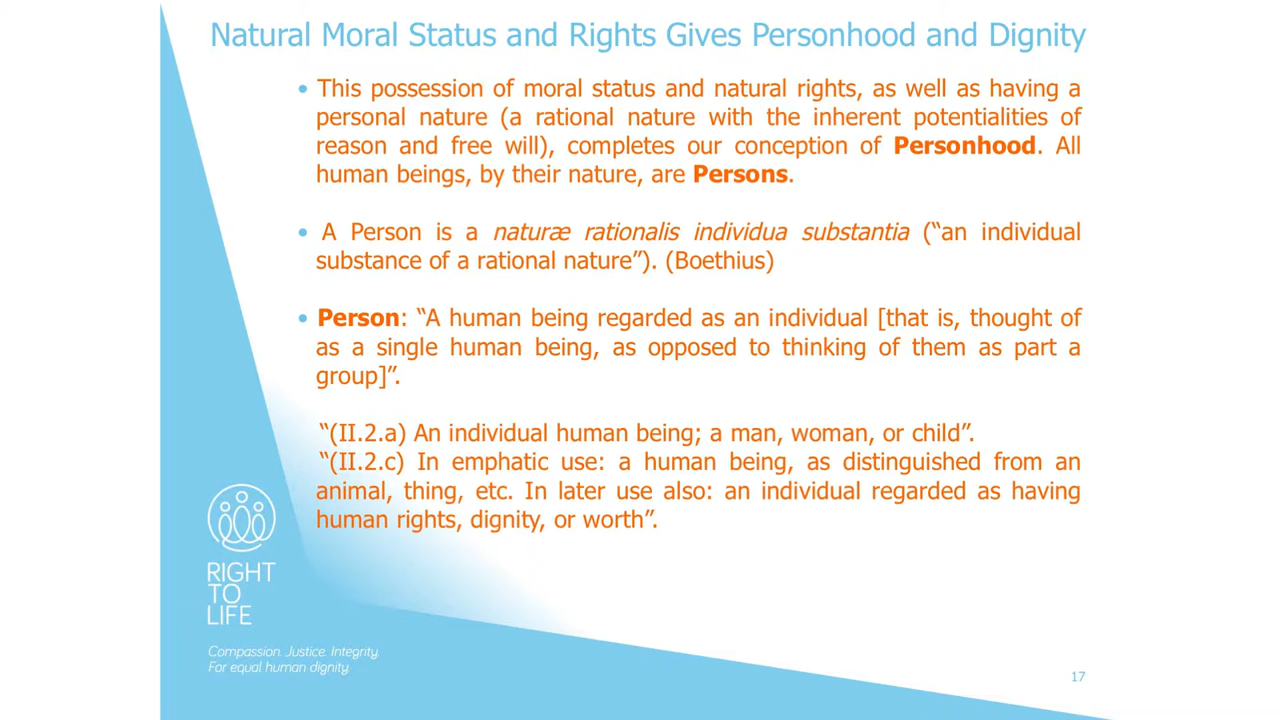 Natural Moral Status and Rights Gives Personhood and Dignity
• This possession of moral status and natural rights, as well as having a
personal nature (a rational nature with the inherent potentialities of
reason and free will), completes our conception of Personhood. All
human beings, by their nature, are Persons.
• A Person is a naturæ rationalis individua substantia (“an individual
substance of a rational nature”). (Boethius)
• Person: “A human being regarded as an individual [that is, thought of
as a single human being, as opposed to thinking of them as part a
group]”.
“(II.2.a) An individual human being; a man, woman, or child”.
“(II.2.c) In emphatic use: a human being, as distinguished from an
animal, thing, etc. In later use also: an individual regarded as having
human rights, dignity, or worth”.
RIGHT
TO
LIFE
Compassion. Justice. Integrity.
For equal human dignity.
17